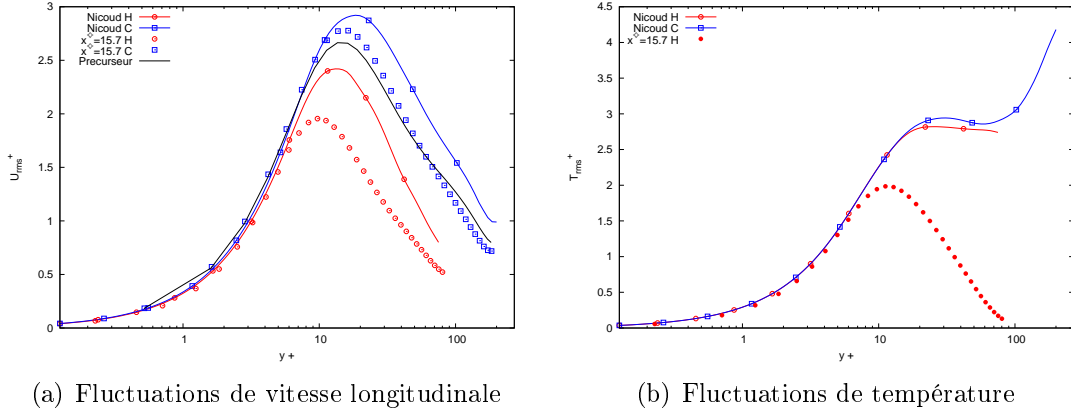 Nicoud H
Nicoud C
x◇=15.7 H
x◇=15.7 C
Precurseur
3
2.5
2
1.5
1
0.5
0
1
10
100
U rms +
y +
(a) Fluctuations de vitesse longitudinale
Nicoud H
Nicoud C
x◇=15.7 H
4.5
4
3.5
3
2.5
2
1.5
1
0.5
0
1
10
100
T rms +
y +
(b) Fluctuations de température